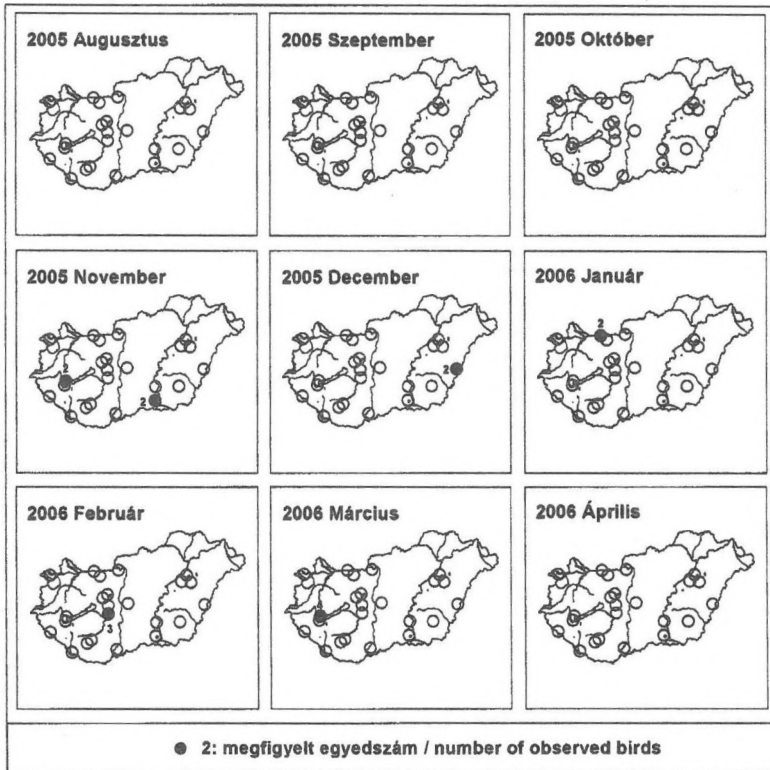 2005 Augusztus
2005 Szeptember
2005 Október
2005 November
2
2
2005 December
2
2006 Január
2
2006 Február
3
2006 Március
4
2006 Április
2: megfigyelt egyedszám / number of observed birds